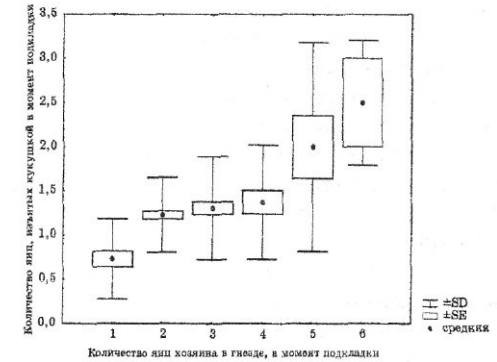 Количество яиц, изъятых кукушкой в момент подкладки
3,5
3,0
2,5
2,0
1,5
1,0
0,5
0,0
1 2 3 4 5 6
Количество яиц хозяина в гнезде, в момент подкладки
±SD
±SE
средняя